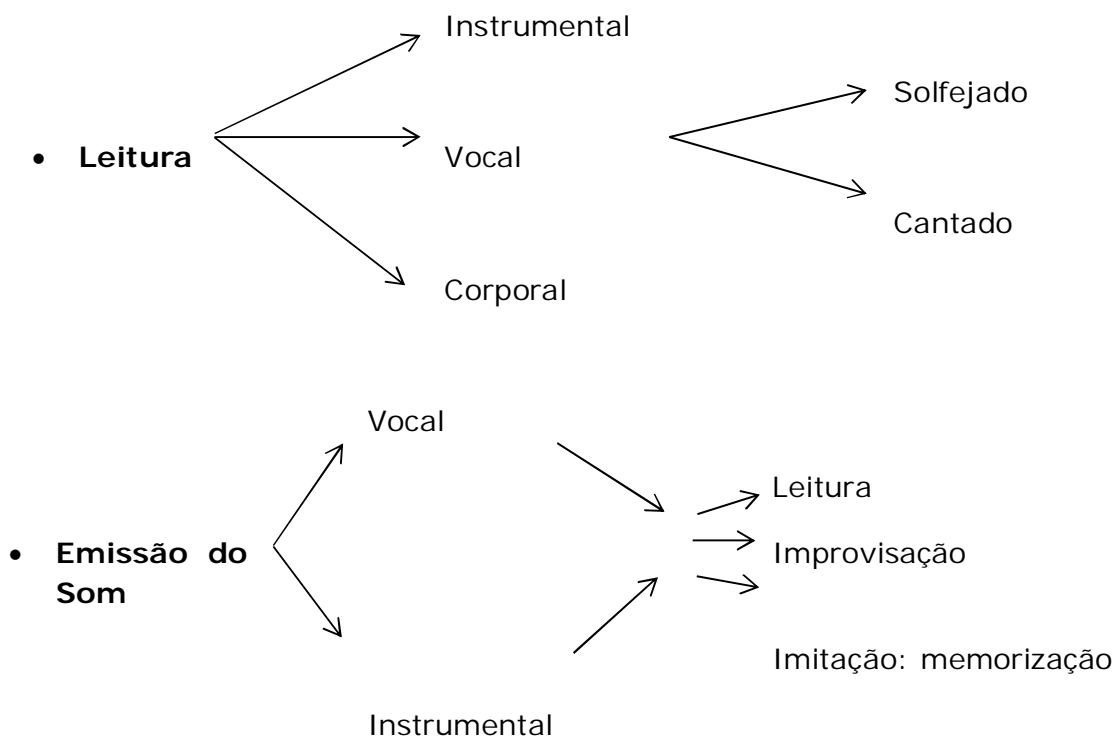 Instrumental
Solfejado
• Leitura
Vocal
Cantado
Corporal
Vocal
Leitura
• Emissão do
Som
Improvisação
Imitação: memorização
Instrumental